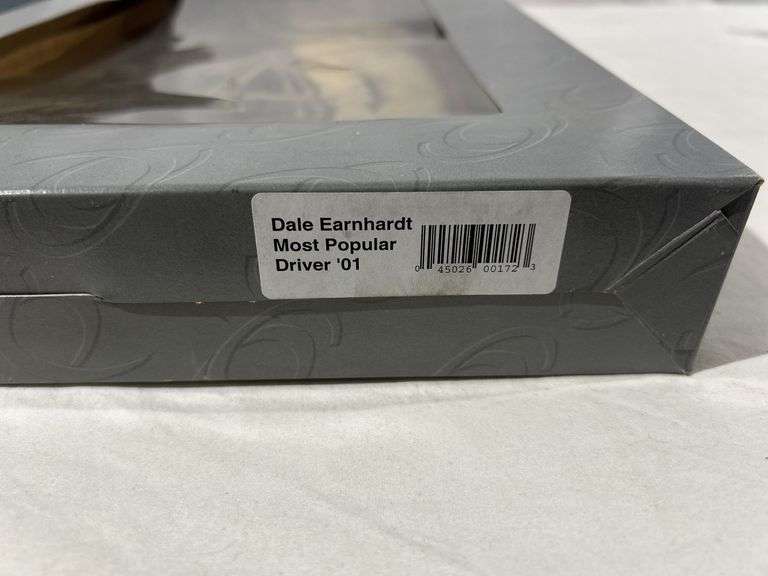 Dale Earnhardt
Most Popular
Driver '01
0 45026 00172 3